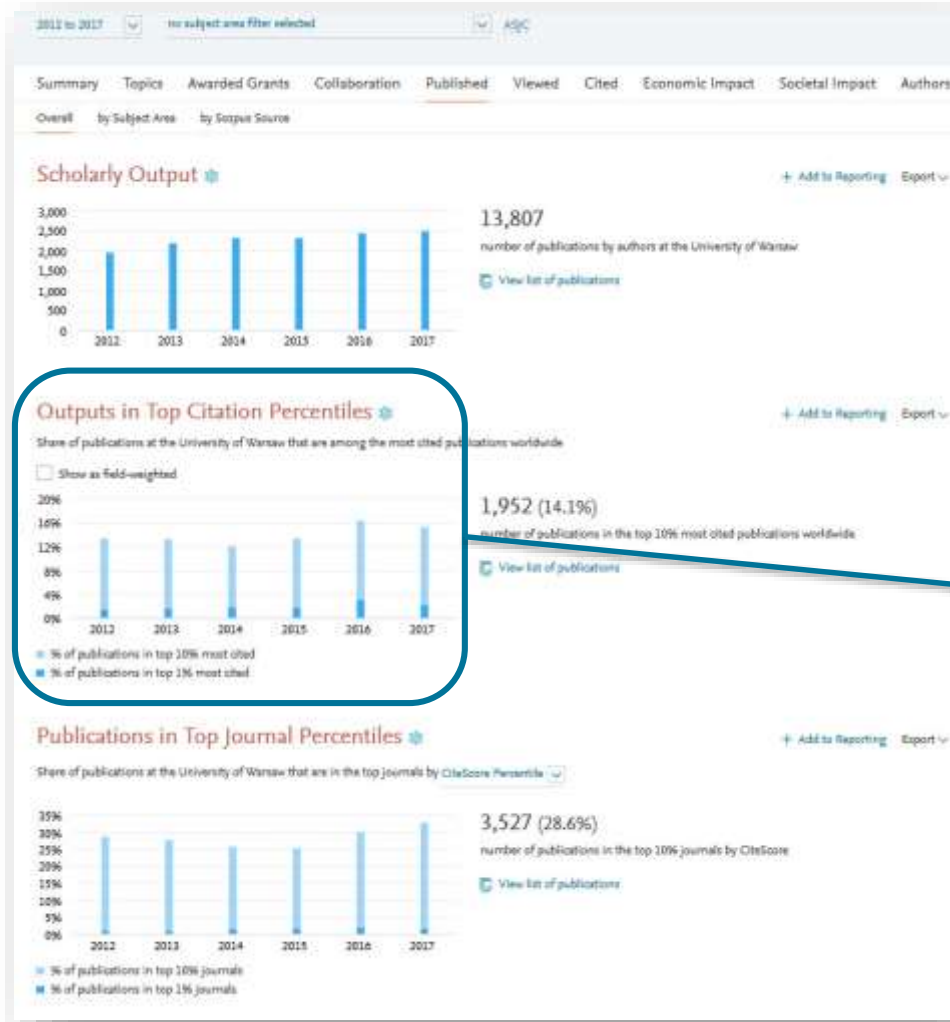 2012 to 2017 no subject area filter selected ASJC
Summary Topics Awarded Grants Collaboration Published Viewed Cited Economic Impact Societal Impact Authors
Overall by Subject Area by Scopus Source
Scholarly Output
+ Add to Reporting Export
3,000
2,500
2,000
1,500
1,000
500
0
2012 2013 2014 2015 2016 2017
13,807
number of publications by authors at the University of Warsaw
View list of publications
Outputs in Top Citation Percentiles
+ Add to Reporting Export
Share of publications at the University of Warsaw that are among the most cited publications worldwide
Show as field-weighted
20%
16%
12%
8%
4%
0%
2012 2013 2014 2015 2016 2017
% of publications in top 10% most cited
% of publications in top 1% most cited
1,952 (14.1%)
number of publications in the top 10% most cited publications worldwide
View list of publications
Publications in Top Journal Percentiles
+ Add to Reporting Export
Share of publications at the University of Warsaw that are in the top journals by CiteScore Percentile
35%
30%
25%
20%
15%
10%
5%
0%
2012 2013 2014 2015 2016 2017
% of publications in top 10% journals
% of publications in top 1% journals
3,527 (28.6%)
number of publications in the top 10% journals by CiteScore
View list of publications